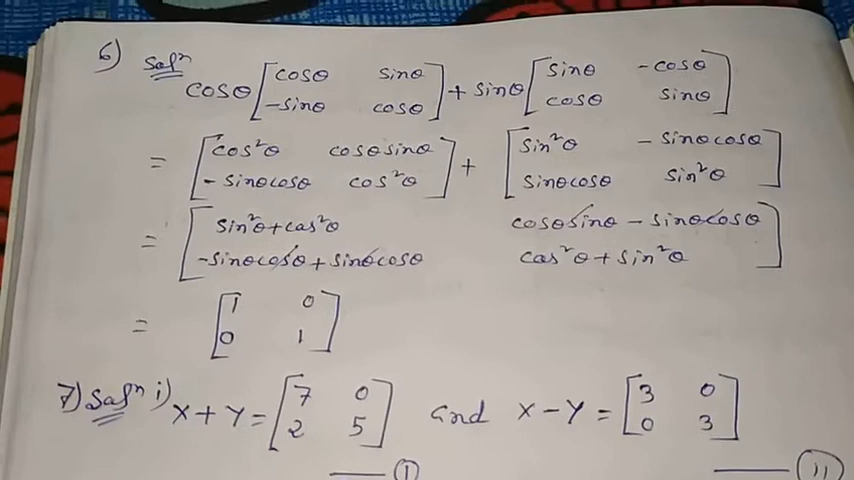 6) Solⁿ
cosθ [cosθ sinθ] + sinθ [sinθ -cosθ]
[-sinθ cosθ] [cosθ sinθ]
= [cos²θ cosθsinθ] + [sin²θ - sinθcosθ]
[- sinθcosθ cos²θ] [sinθcosθ sin²θ]
= [sin²θ+cos²θ cosθsinθ - sinθcosθ]
[-sinθcosθ + sinθcosθ cos²θ + sin²θ]
= [1 0]
[0 1]
7) Solⁿ i) X+Y = [7 0] and X-Y = [3 0]
[2 5] [0 3]
—— (i) —— (ii)